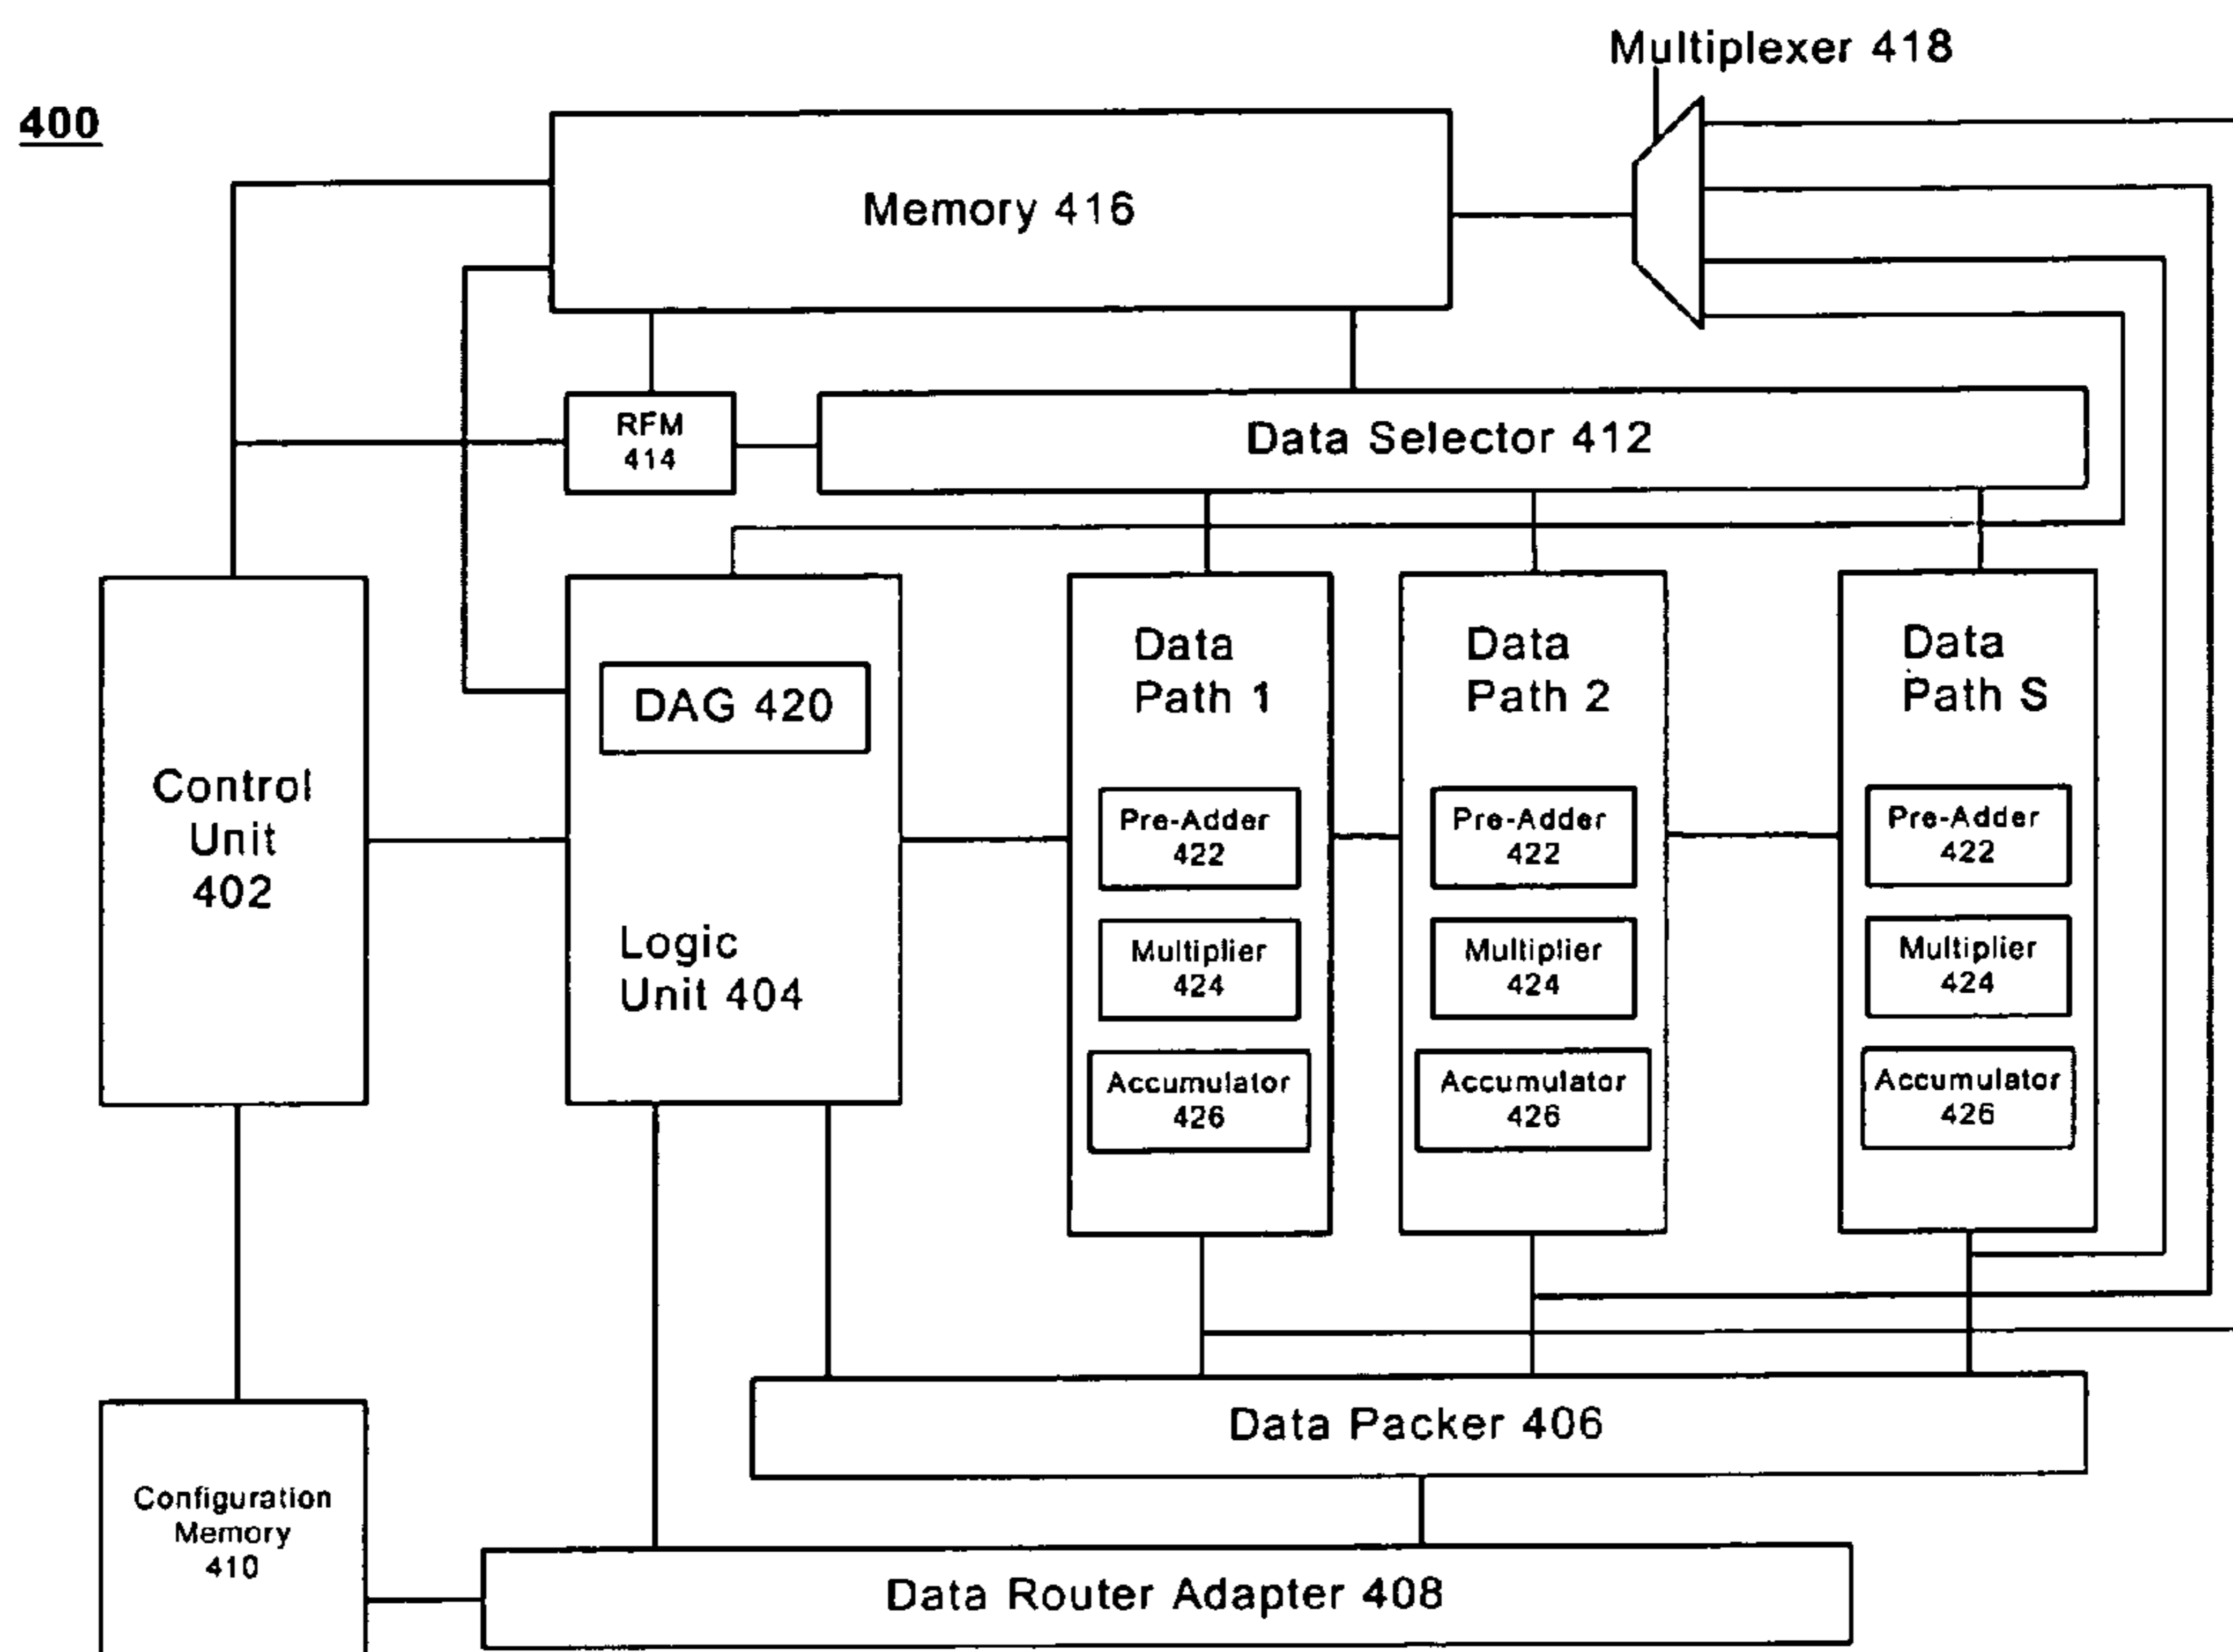 Multiplexer 418
400
Memory 416
RFM
414
Data Selector 412
Control
Unit
402
DAG 420
Logic
Unit 404
Data
Path 1
Pre-Adder
422
Multiplier
424
Accumulator
426
Data
Path 2
Pre-Adder
422
Multiplier
424
Accumulator
426
Data
Path S
Pre-Adder
422
Multiplier
424
Accumulator
426
Data Packer 406
Configuration
Memory
410
Data Router Adapter 408